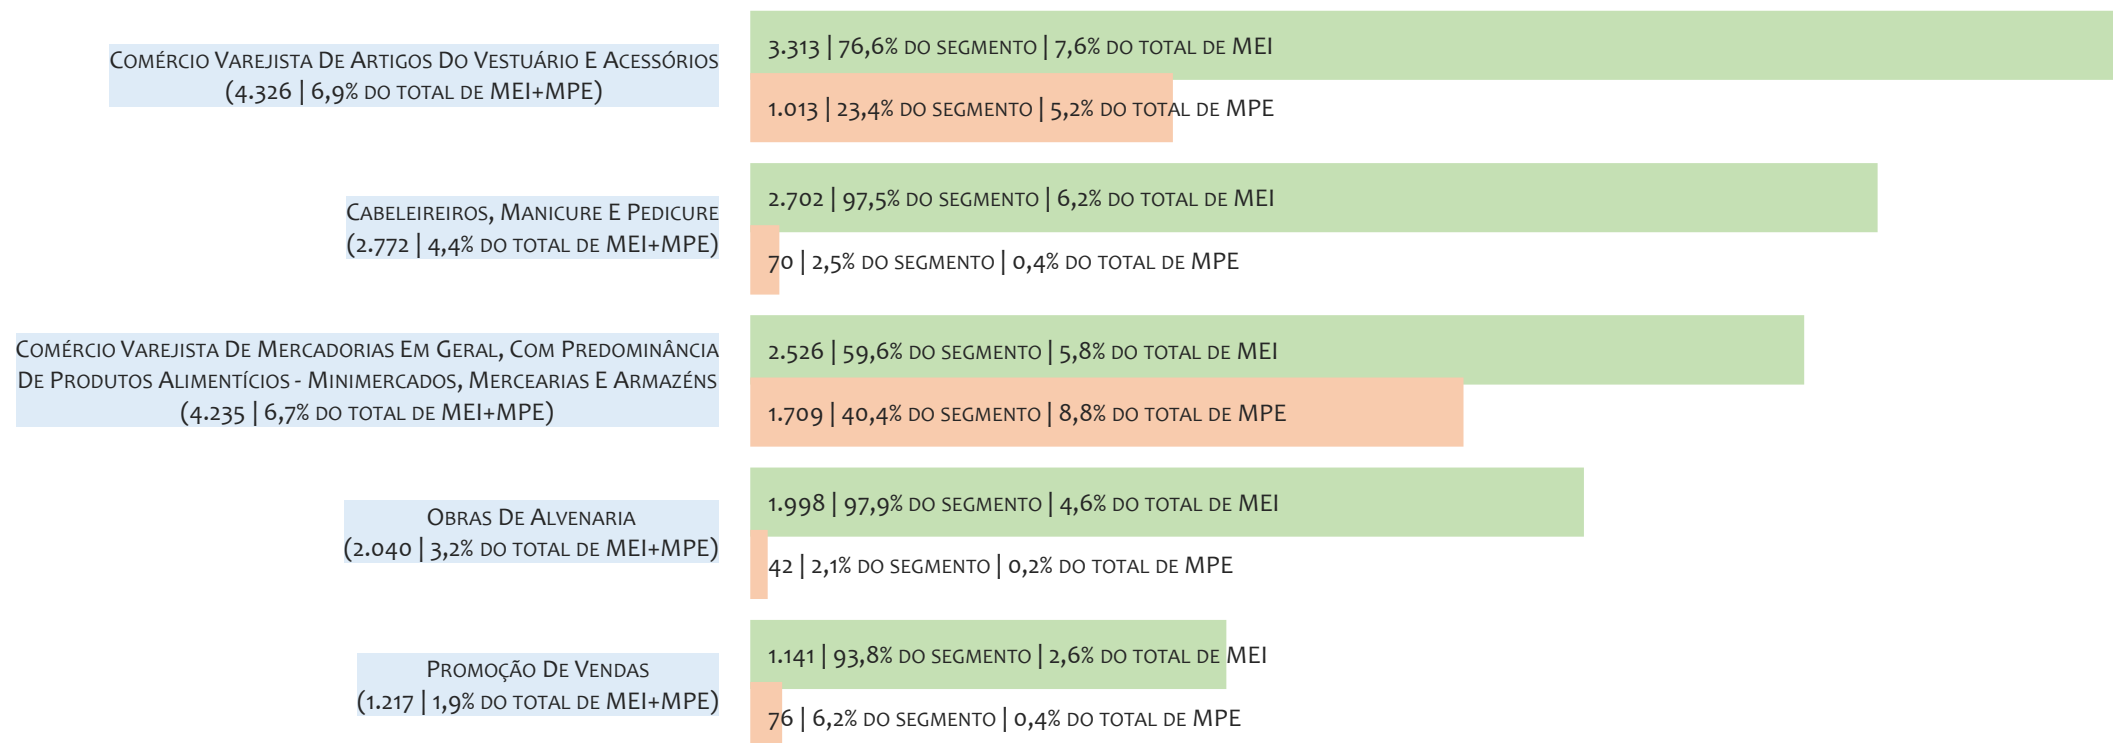 Comércio Varejista De Artigos Do Vestuário E Acessórios
(4.326 | 6,9% do total de MEI+MPE)
3.313 | 76,6% do segmento | 7,6% do total de MEI
1.013 | 23,4% do segmento | 5,2% do total de MPE
Cabeleireiros, Manicure E Pedicure
(2.772 | 4,4% do total de MEI+MPE)
2.702 | 97,5% do segmento | 6,2% do total de MEI
70 | 2,5% do segmento | 0,4% do total de MPE
Comércio Varejista De Mercadorias Em Geral, Com Predominância
De Produtos Alimentícios - Minimercados, Mercearias E Armazéns
(4.235 | 6,7% do total de MEI+MPE)
2.526 | 59,6% do segmento | 5,8% do total de MEI
1.709 | 40,4% do segmento | 8,8% do total de MPE
Obras De Alvenaria
(2.040 | 3,2% do total de MEI+MPE)
1.998 | 97,9% do segmento | 4,6% do total de MEI
42 | 2,1% do segmento | 0,2% do total de MPE
Promoção De Vendas
(1.217 | 1,9% do total de MEI+MPE)
1.141 | 93,8% do segmento | 2,6% do total de MEI
76 | 6,2% do segmento | 0,4% do total de MPE